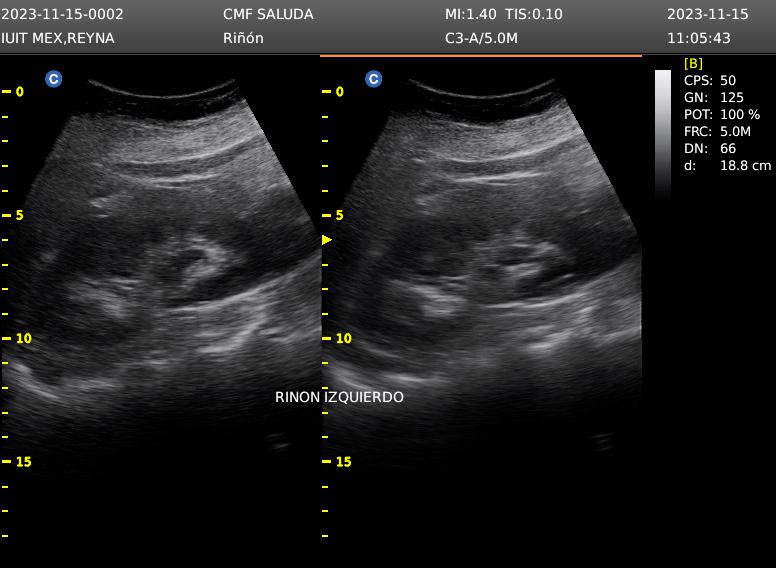 2023-11-15-0002 CMF SALUDA MI:1.40 TIS:0.10 2023-11-15
IUIT MEX,REYNA Riñón C3-A/5.0M 11:05:43
[B]
CPS: 50
GN: 125
POT: 100 %
FRC: 5.0M
DN: 66
d: 18.8 cm
C C
0 0
5 5
10 10
RINON IZQUIERDO
15 15